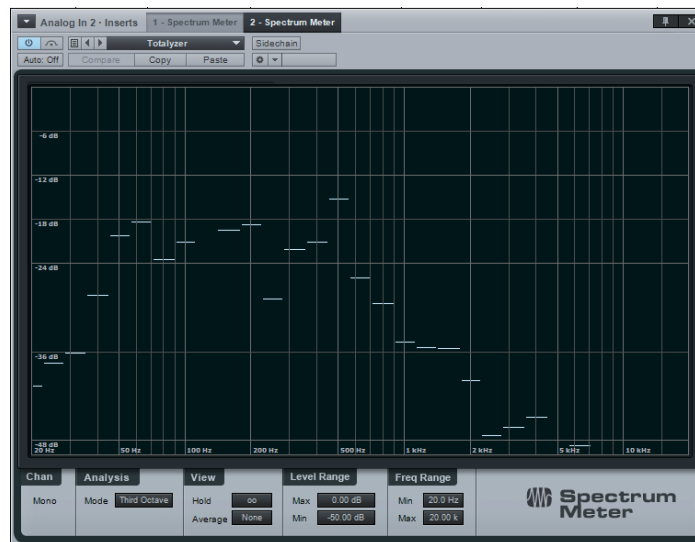 Analog In 2 · Inserts 1 - Spectrum Meter 2 - Spectrum Meter
Totalyzer Sidechain
Auto: Off Compare Copy Paste
-6 dB
-12 dB
-18 dB
-24 dB
-36 dB
-48 dB
20 Hz 50 Hz 100 Hz 200 Hz 500 Hz 1 kHz 2 kHz 5 kHz 10 kHz
Chan Analysis View Level Range Freq Range
Mono Mode Third Octave Hold ∞ Max 0.00 dB Min 20.0 Hz
Average None Min -50.00 dB Max 20.00 k
Spectrum
Meter